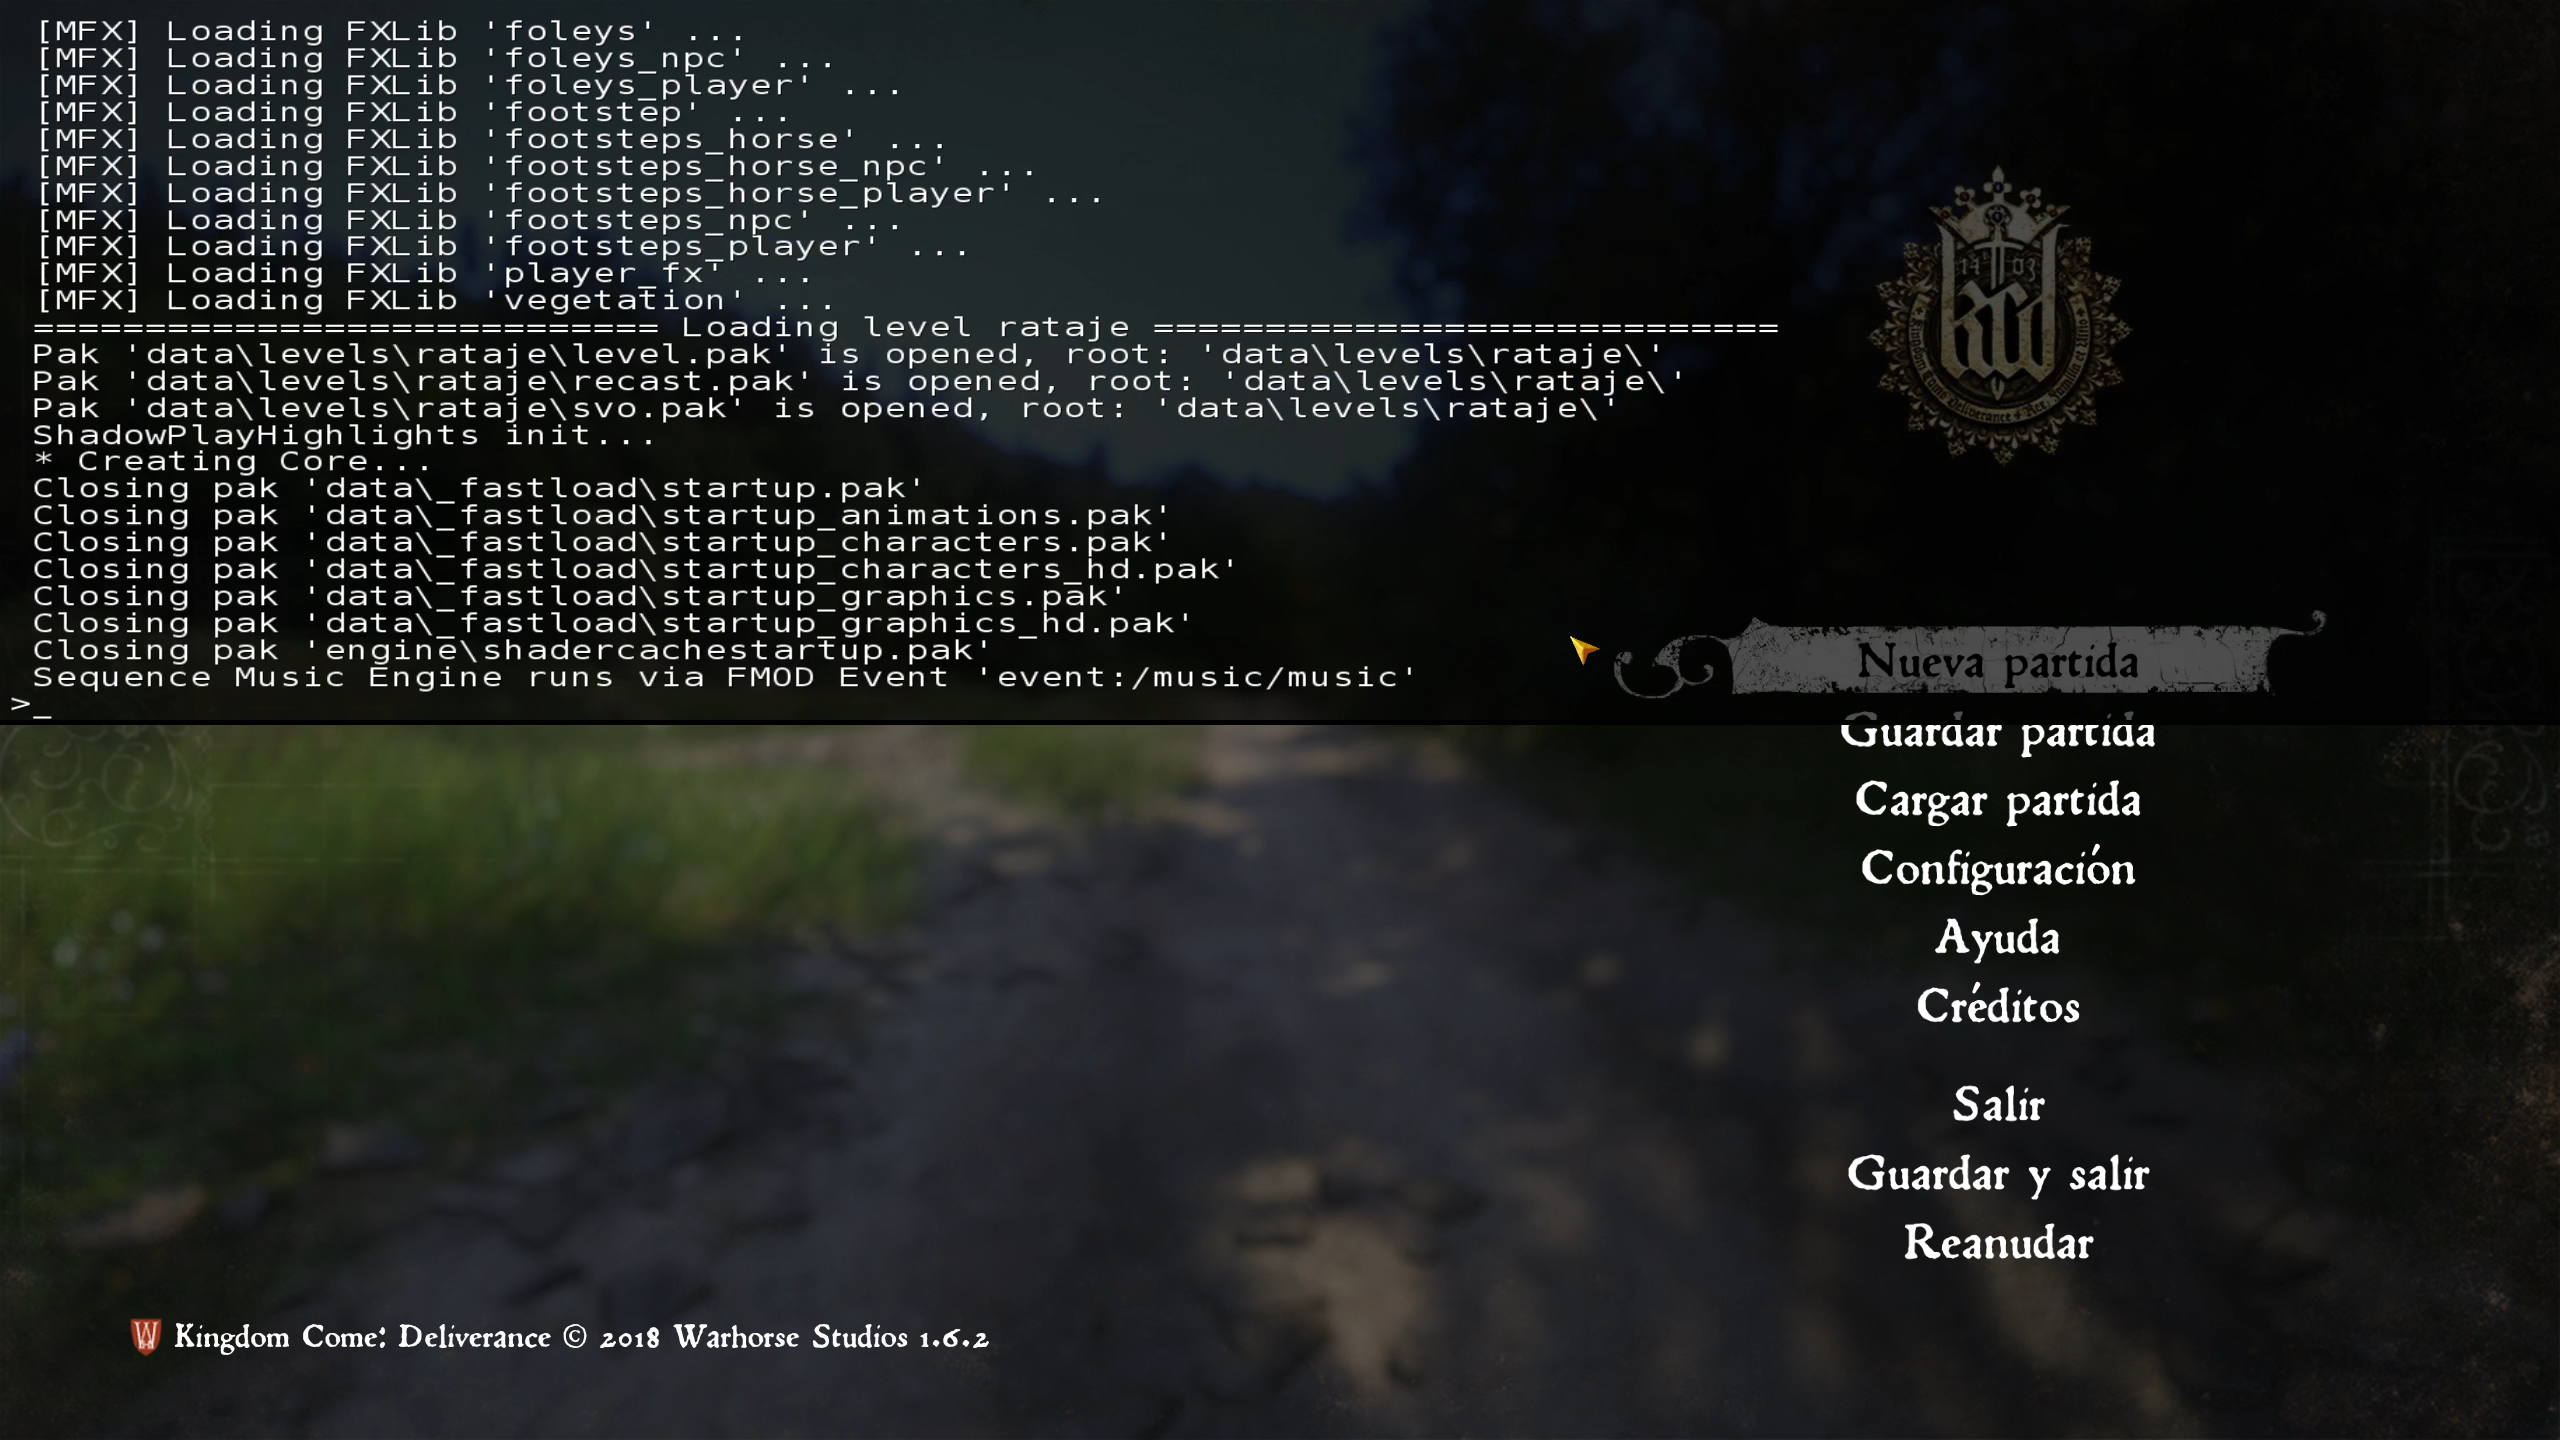 [MFX] Loading FXLib 'foleys' ...
[MFX] Loading FXLib 'foleys_npc' ...
[MFX] Loading FXLib 'foleys_player' ...
[MFX] Loading FXLib 'footstep' ...
[MFX] Loading FXLib 'footsteps_horse' ...
[MFX] Loading FXLib 'footsteps_horse_npc' ...
[MFX] Loading FXLib 'footsteps_horse_player' ...
[MFX] Loading FXLib 'footsteps_npc' ...
[MFX] Loading FXLib 'footsteps_player' ...
[MFX] Loading FXLib 'player_fx' ...
[MFX] Loading FXLib 'vegetation' ...
============================ Loading level rataje ============================
Pak 'data\levels\rataje\level.pak' is opened, root: 'data\levels\rataje\'
Pak 'data\levels\rataje\recast.pak' is opened, root: 'data\levels\rataje\'
Pak 'data\levels\rataje\svo.pak' is opened, root: 'data\levels\rataje\'
ShadowPlayHighlights init...
* Creating Core...
Closing pak 'data\_fastload\startup.pak'
Closing pak 'data\_fastload\startup_animations.pak'
Closing pak 'data\_fastload\startup_characters.pak'
Closing pak 'data\_fastload\startup_characters_hd.pak'
Closing pak 'data\_fastload\startup_graphics.pak'
Closing pak 'data\_fastload\startup_graphics_hd.pak'
Closing pak 'engine\shadercachestartup.pak'
Sequence Music Engine runs via FMOD Event 'event:/music/music'
>_
14 03
kcd
Nueva partida
Guardar partida
Cargar partida
Configuración
Ayuda
Créditos
Salir
Guardar y salir
Reanudar
Kingdom Come: Deliverance © 2018 Warhorse Studios 1.6.2